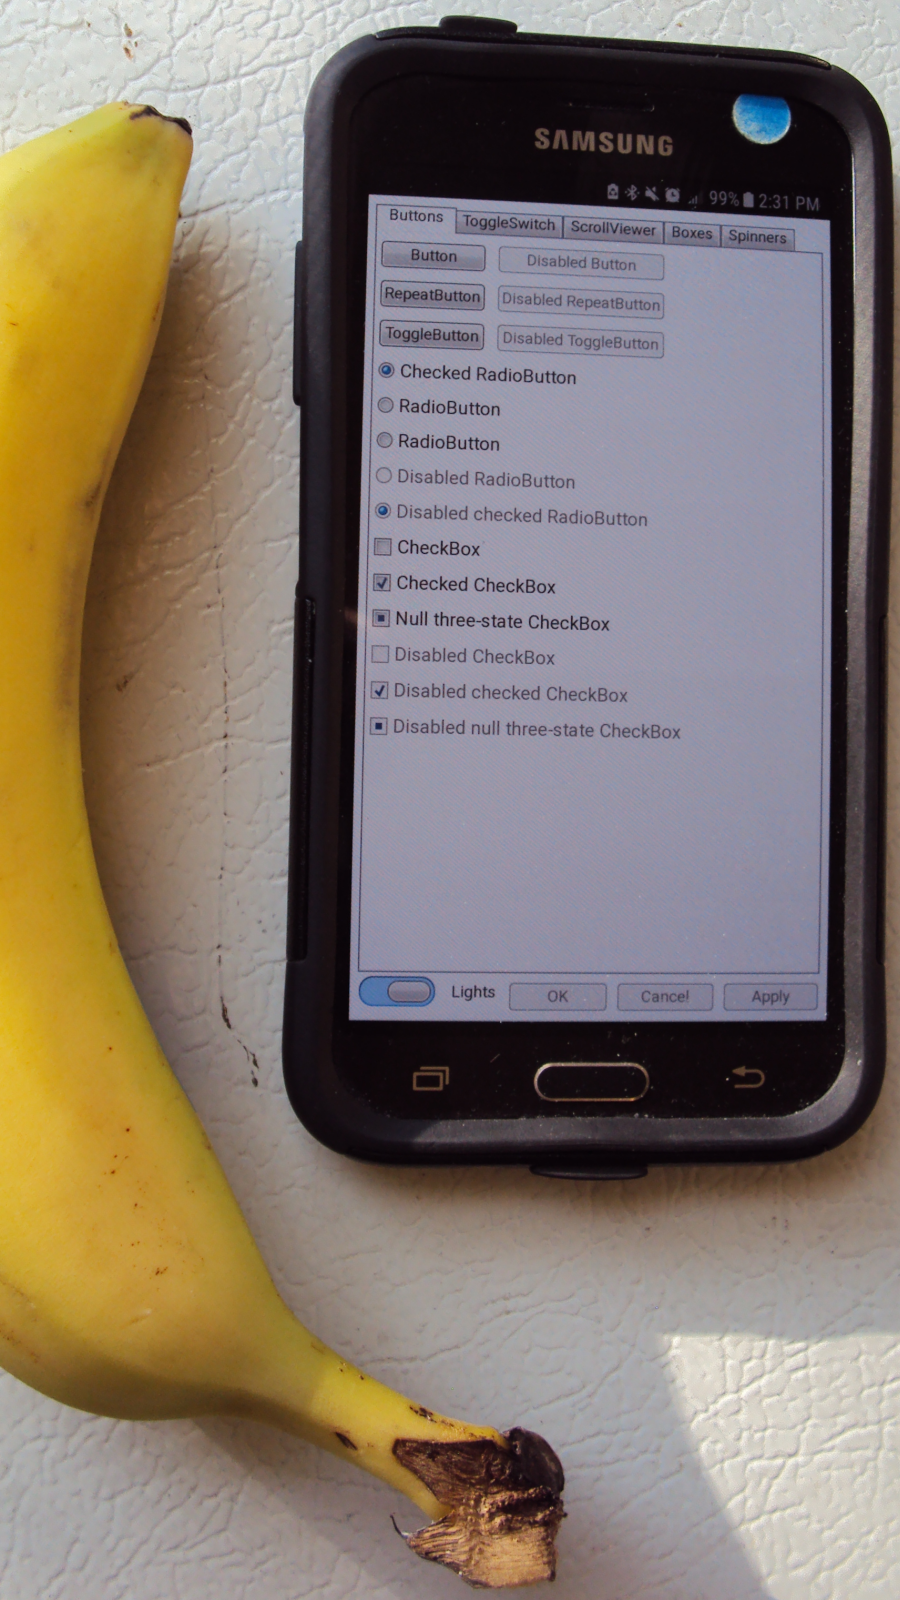 SAMSUNG
99% 2:31 PM
Buttons ToggleSwitch ScrollViewer Boxes Spinners
Button Disabled Button
RepeatButton Disabled RepeatButton
ToggleButton Disabled ToggleButton
Checked RadioButton
RadioButton
RadioButton
Disabled RadioButton
Disabled checked RadioButton
CheckBox
Checked CheckBox
Null three-state CheckBox
Disabled CheckBox
Disabled checked CheckBox
Disabled null three-state CheckBox
Lights OK Cancel Apply